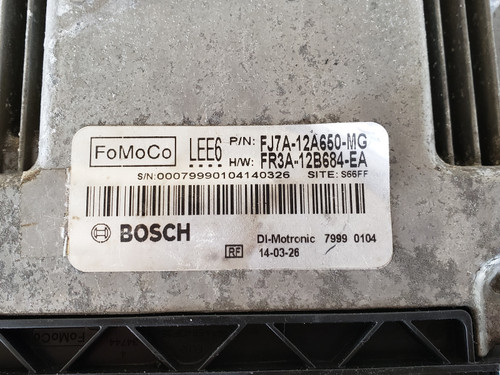 FoMoCo LEE6 P/N: FJ7A-12A650-MG
H/W: FR3A-12B684-EA
S/N:00079990104140326 SITE: S66FF
BOSCH DI-Motronic 7999 0104
RF 14-03-26